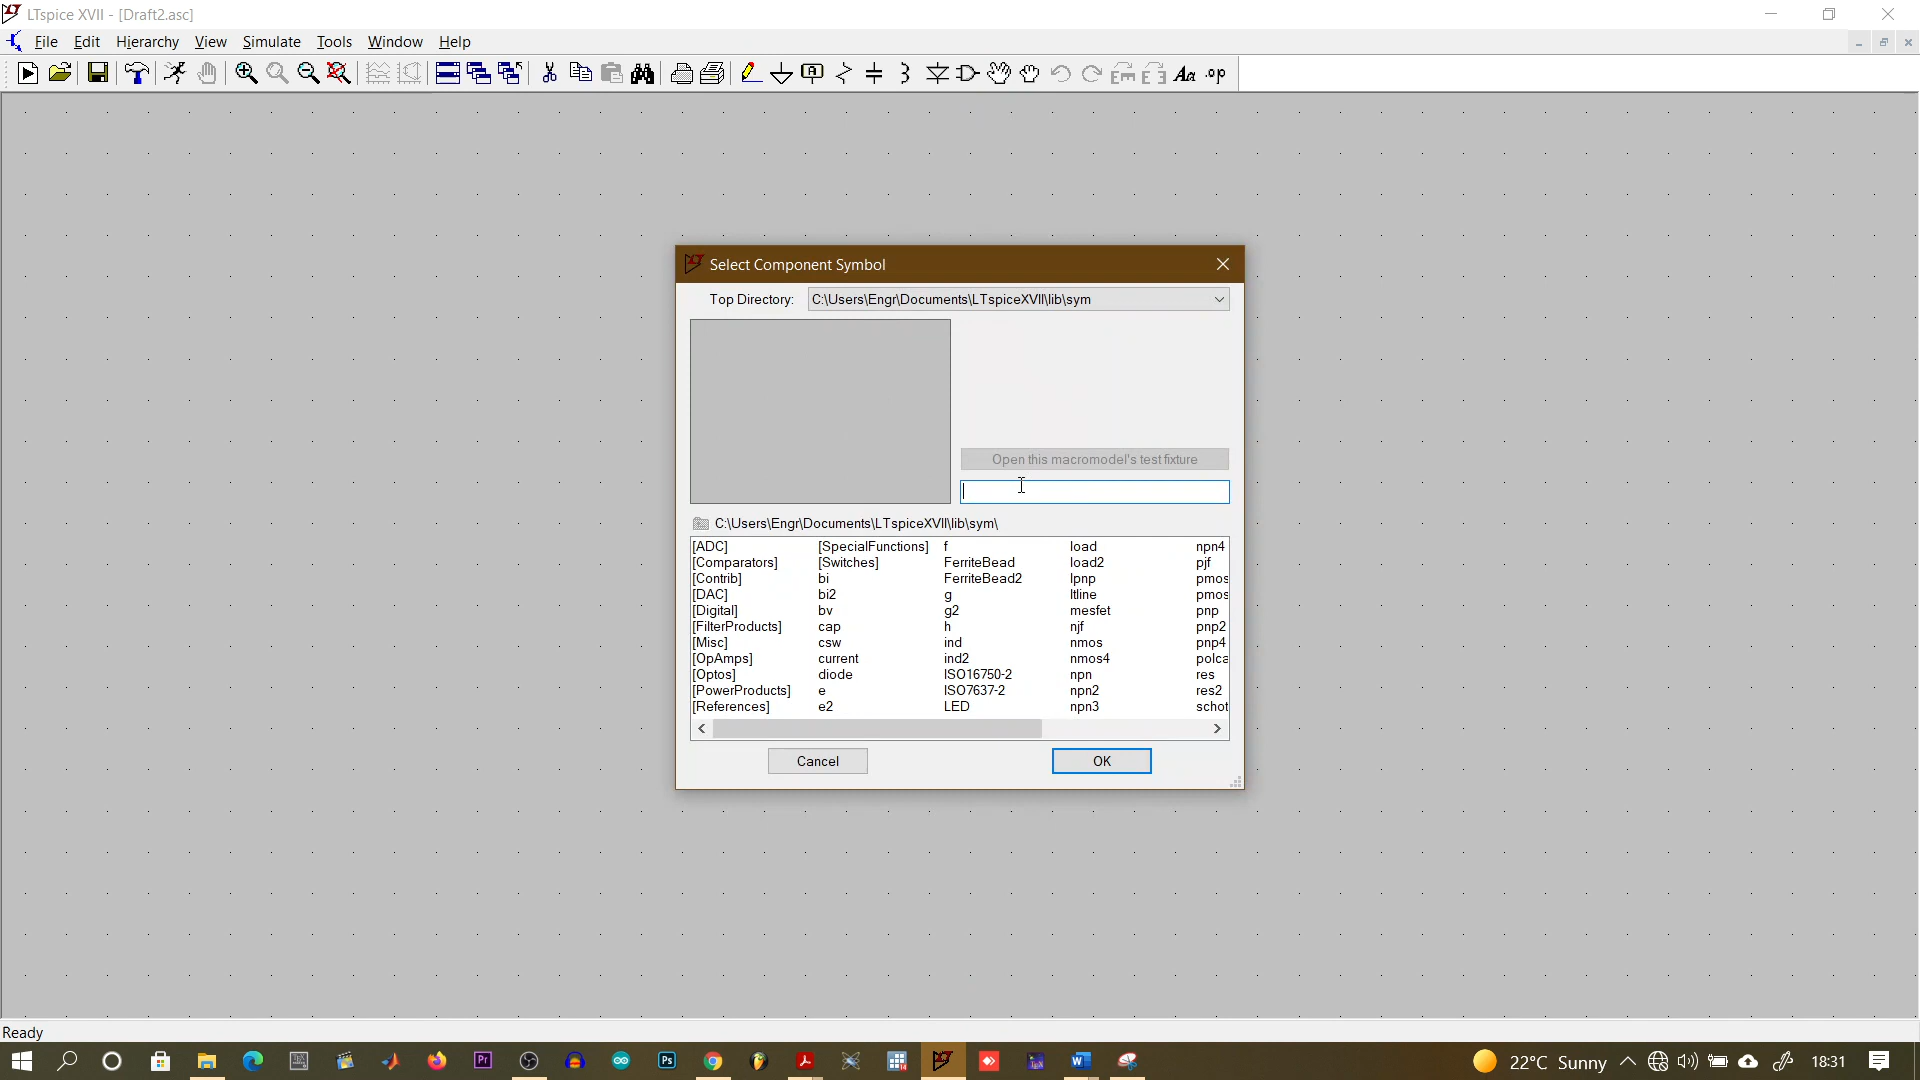 LTspice XVII - [Draft2.asc]
File Edit Hierarchy View Simulate Tools Window Help
Aa .op
Select Component Symbol
Top Directory: C:\Users\Engr\Documents\LTspiceXVII\lib\sym
Open this macromodel's test fixture
C:\Users\Engr\Documents\LTspiceXVII\lib\sym\
[ADC] [SpecialFunctions] f load npn4
[Comparators] [Switches] FerriteBead load2 pjf
[Contrib] bi FerriteBead2 lpnp pmos
[DAC] bi2 g ltline pmos
[Digital] bv g2 mesfet pnp
[FilterProducts] cap h njf pnp2
[Misc] csw ind nmos pnp4
[OpAmps] current ind2 nmos4 polca
[Optos] diode ISO16750-2 npn res
[PowerProducts] e ISO7637-2 npn2 res2
[References] e2 LED npn3 schot
Cancel OK
Ready
22°C Sunny 18:31